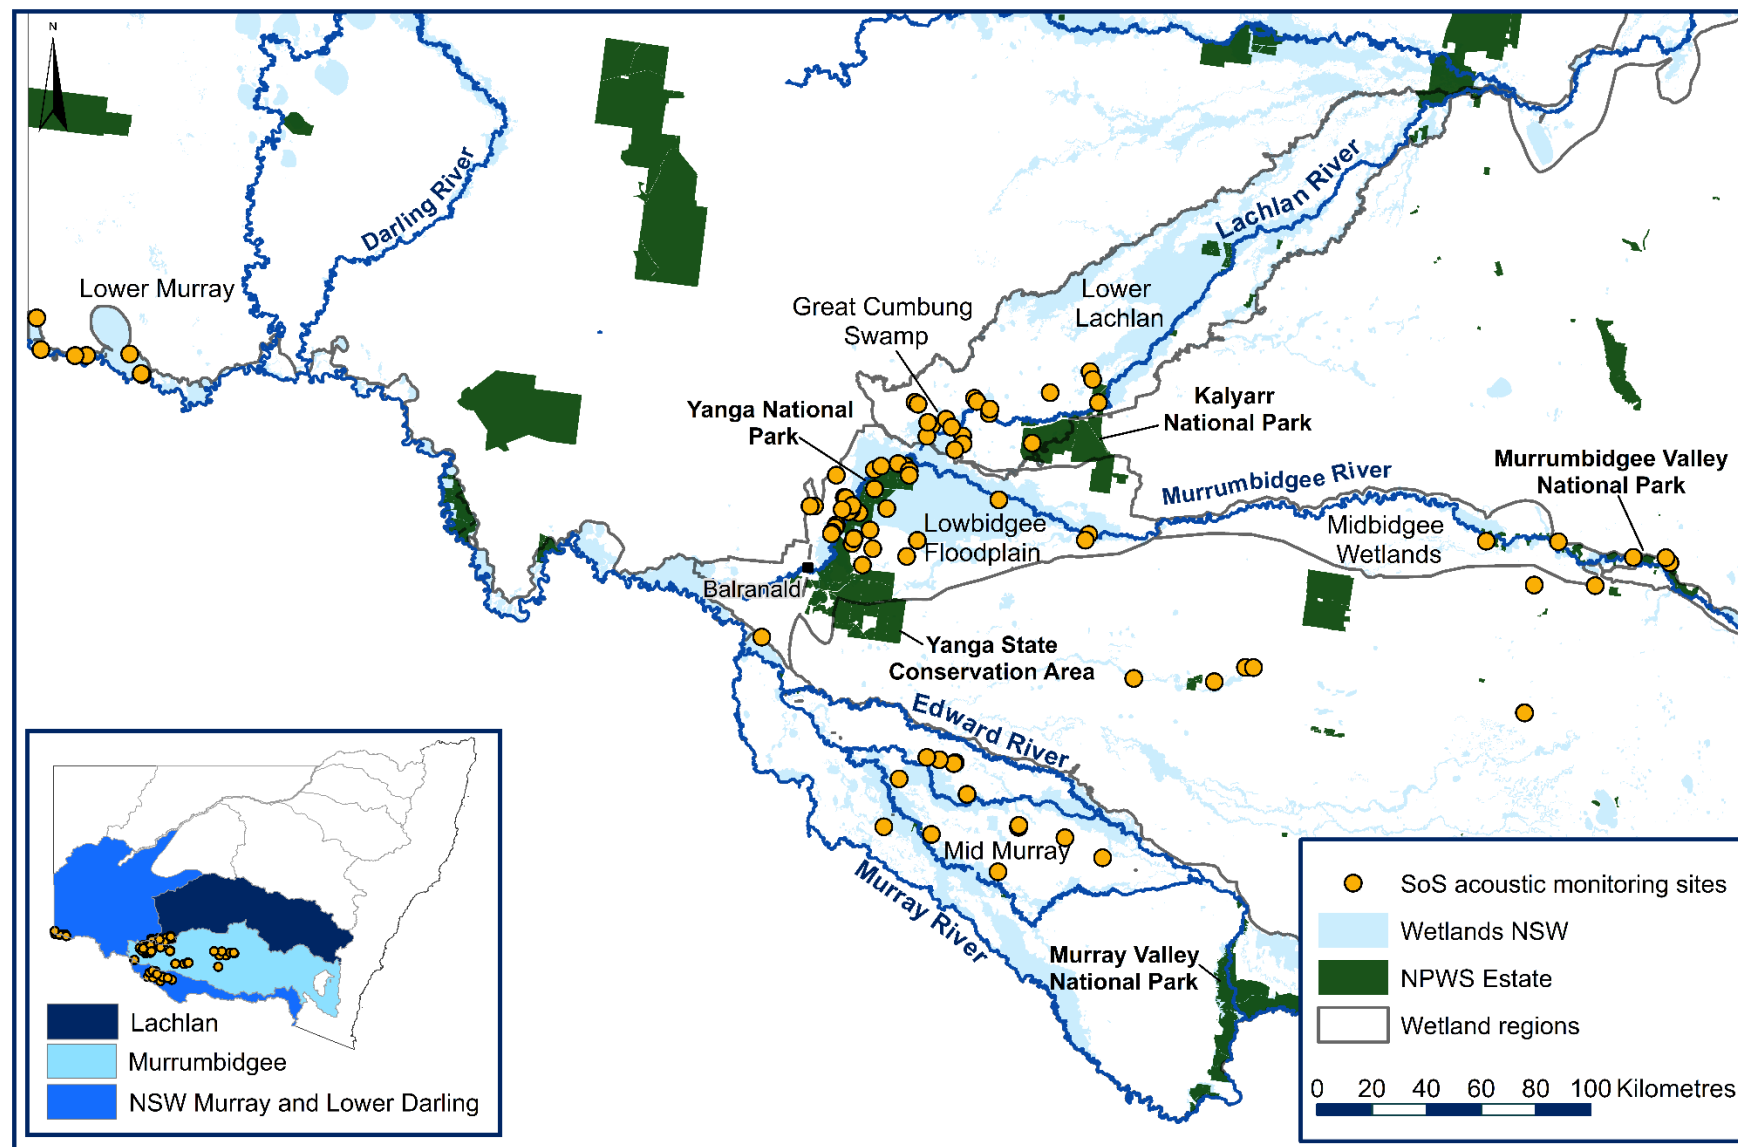 N
Darling River
Lower Murray
Great Cumbung
Swamp
Lower
Lachlan
Lachlan River
Yanga National
Park
Kalyarr
National Park
Murrumbidgee River
Murrumbidgee Valley
National Park
Lowbidgee
Floodplain
Midbidgee
Wetlands
Balranald
Yanga State
Conservation Area
Edward River
Mid Murray
Murray River
Murray Valley
National Park
Lachlan
Murrumbidgee
NSW Murray and Lower Darling
SoS acoustic monitoring sites
Wetlands NSW
NPWS Estate
Wetland regions
0 20 40 60 80 100 Kilometres